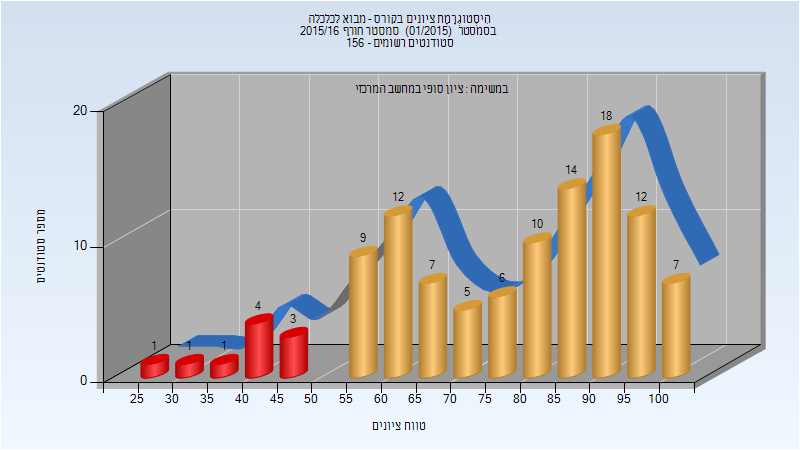 היסטוגרמת ציונים בקורס - מבוא לכלכלה
בסמסטר (01/2015) סמסטר חורף 2015/16
סטודנטים רשומים - 156
במשימה : ציון סופי במחשב המרכזי
מספר סטודנטים
20
10
0
1
1
1
4
3
9
12
7
5
6
10
14
18
12
7
25 30 35 40 45 50 55 60 65 70 75 80 85 90 95 100
טווח ציונים